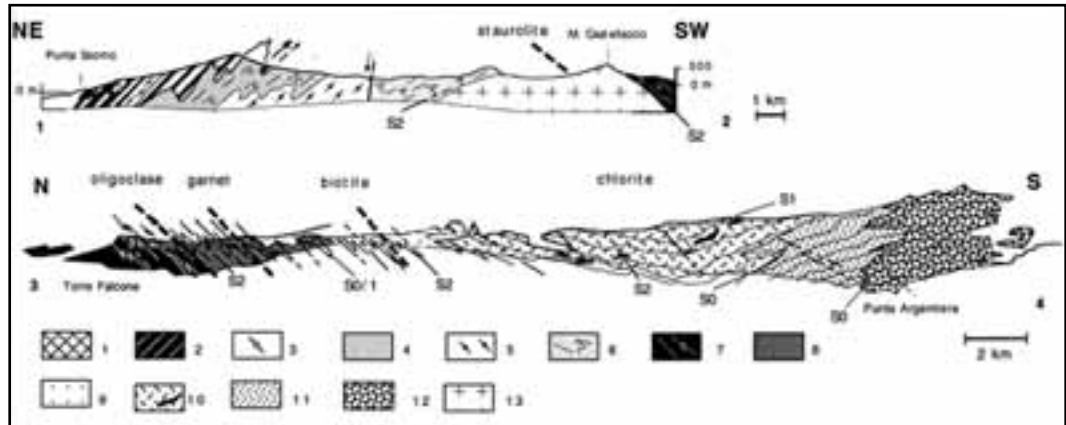 NE staurolite M. Castellaccio SW
Punta Scorno
500
0 m 0 m
S2
1 2 1 km
S2
N oligoclase garnet biotite chlorite S
S1
3 Torre Falcone S2 S0/1 S2 S2 S0 S0 Punta Argentiera 4
2 km
1 2 3 4 5 6 7 8
9 10 11 12 13